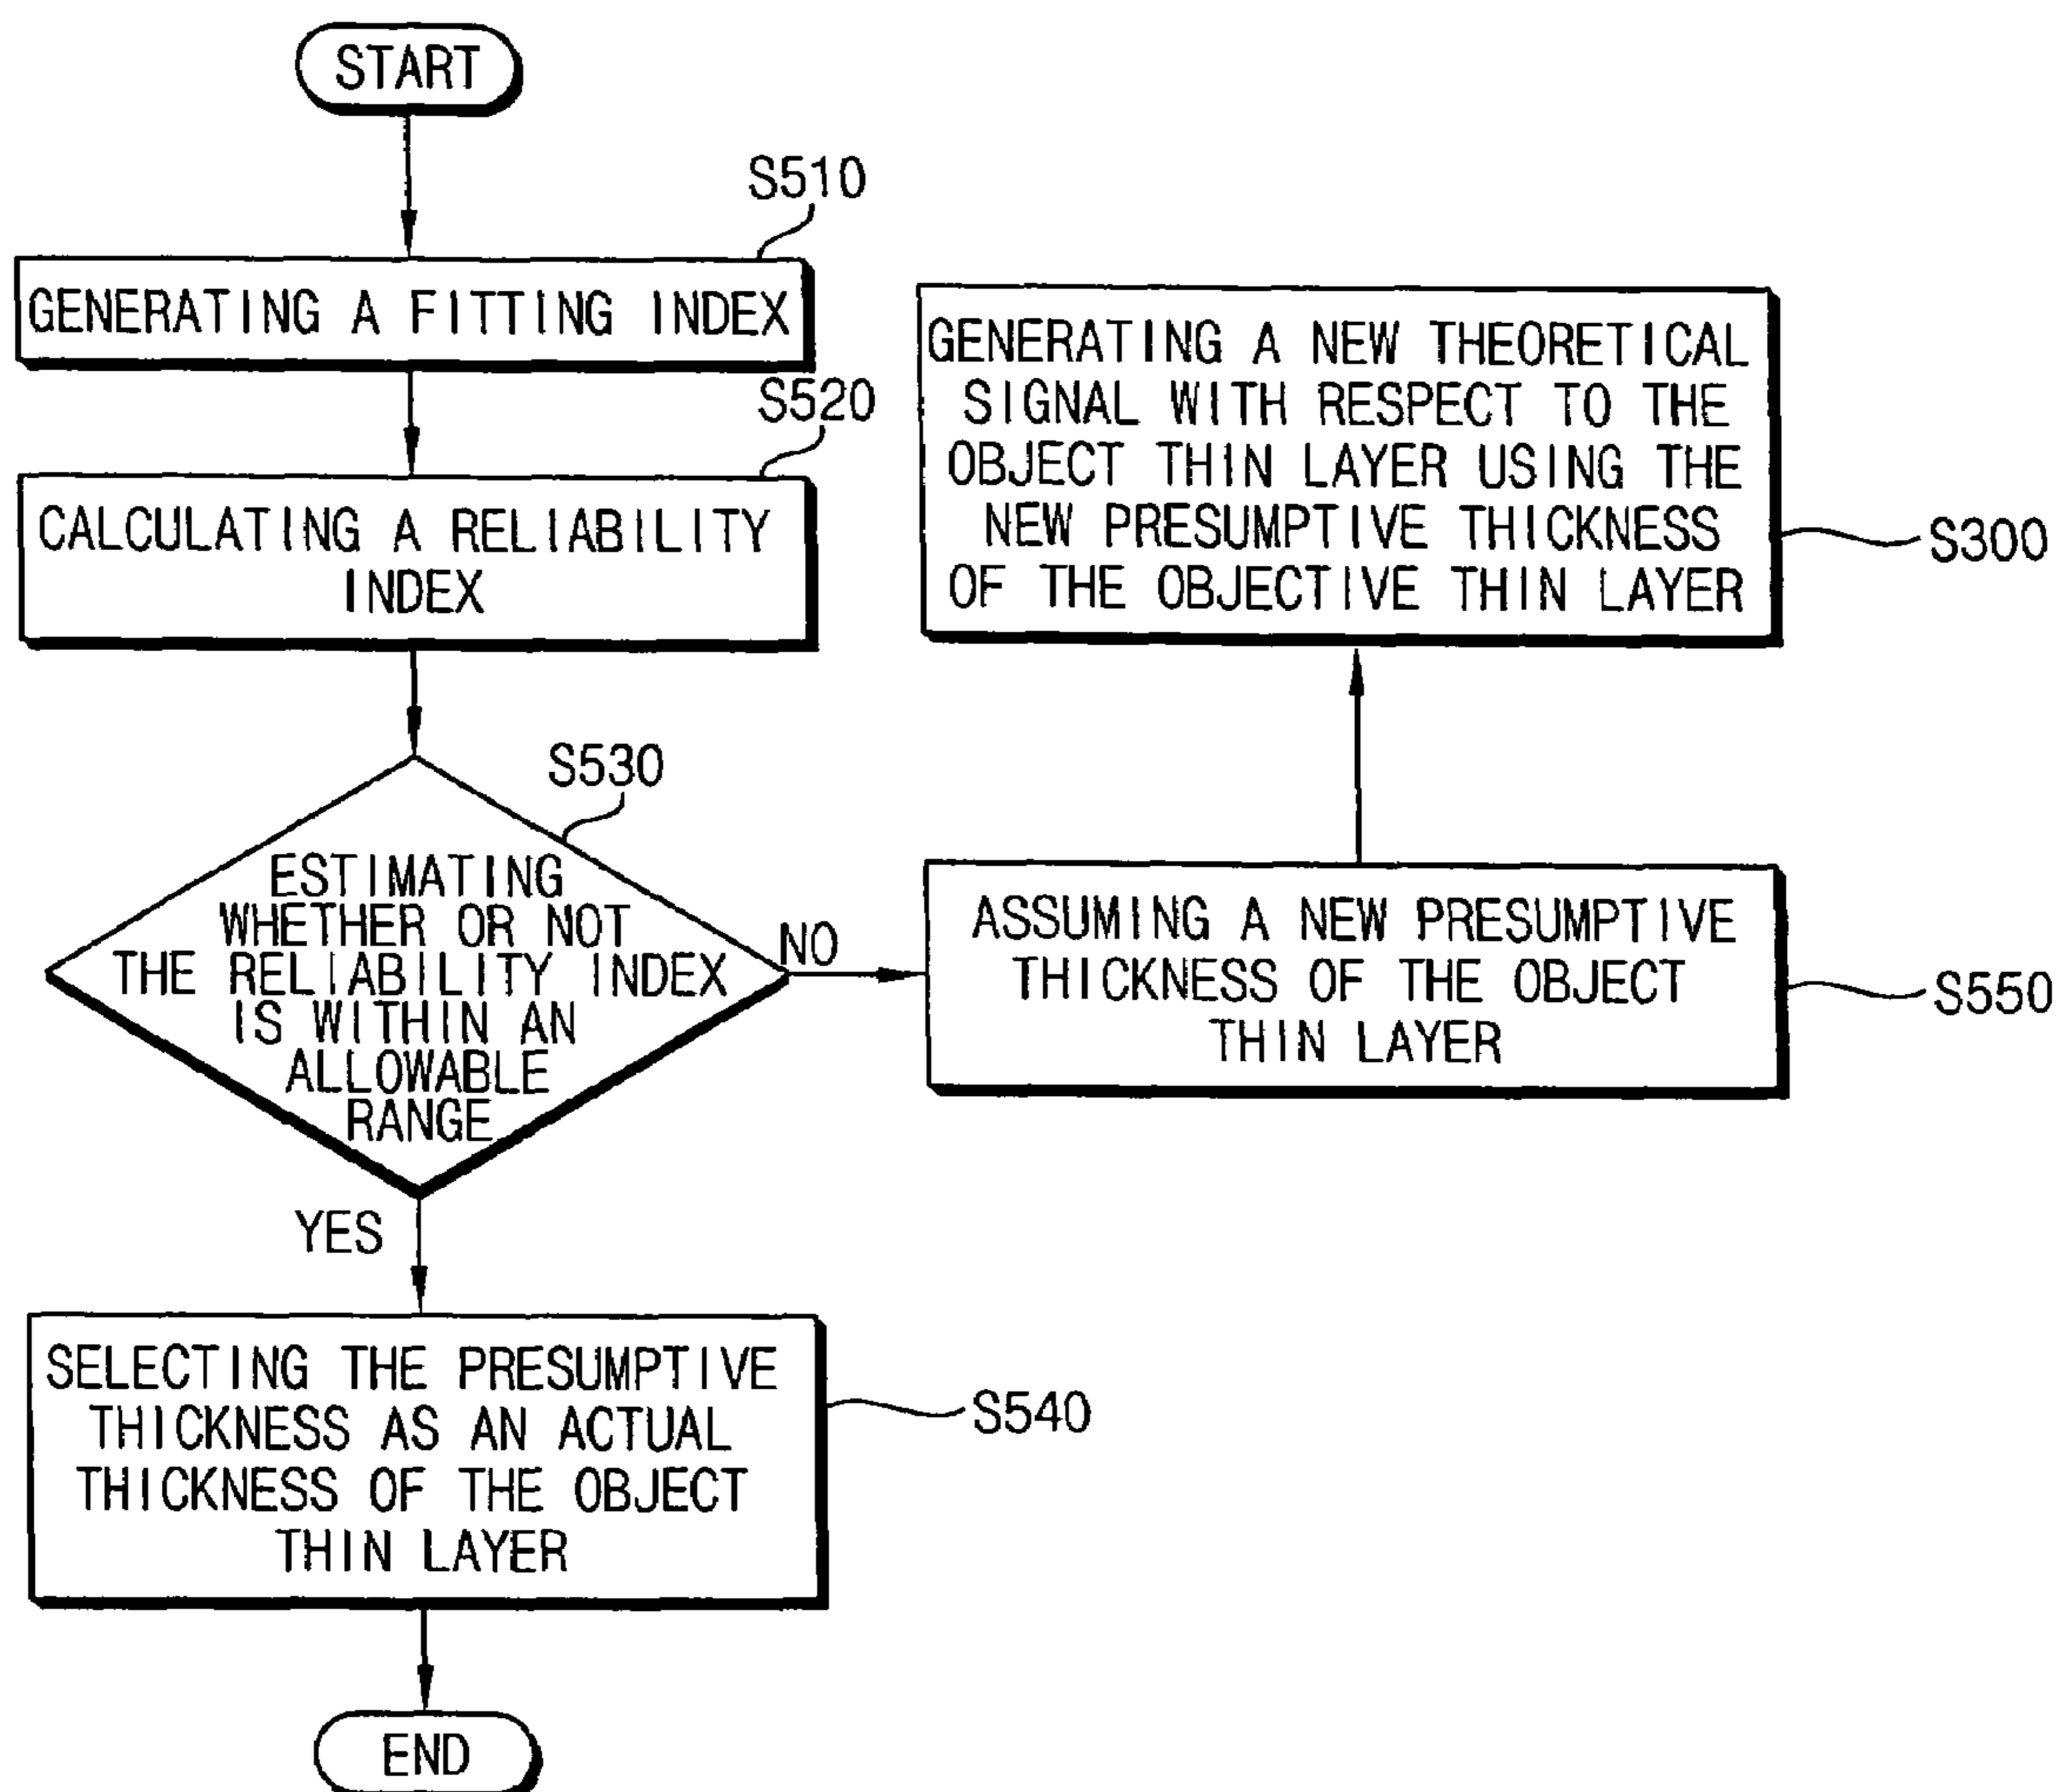 START
S510
GENERATING A FITTING INDEX
S520
CALCULATING A RELIABILITY
INDEX
S530
ESTIMATING
WHETHER OR NOT
THE RELIABILITY INDEX
IS WITHIN AN
ALLOWABLE
RANGE
NO
YES
SELECTING THE PRESUMPTIVE
THICKNESS AS AN ACTUAL
THICKNESS OF THE OBJECT
THIN LAYER
S540
END
GENERATING A NEW THEORETICAL
SIGNAL WITH RESPECT TO THE
OBJECT THIN LAYER USING THE
NEW PRESUMPTIVE THICKNESS
OF THE OBJECTIVE THIN LAYER
S300
ASSUMING A NEW PRESUMPTIVE
THICKNESS OF THE OBJECT
THIN LAYER
S550